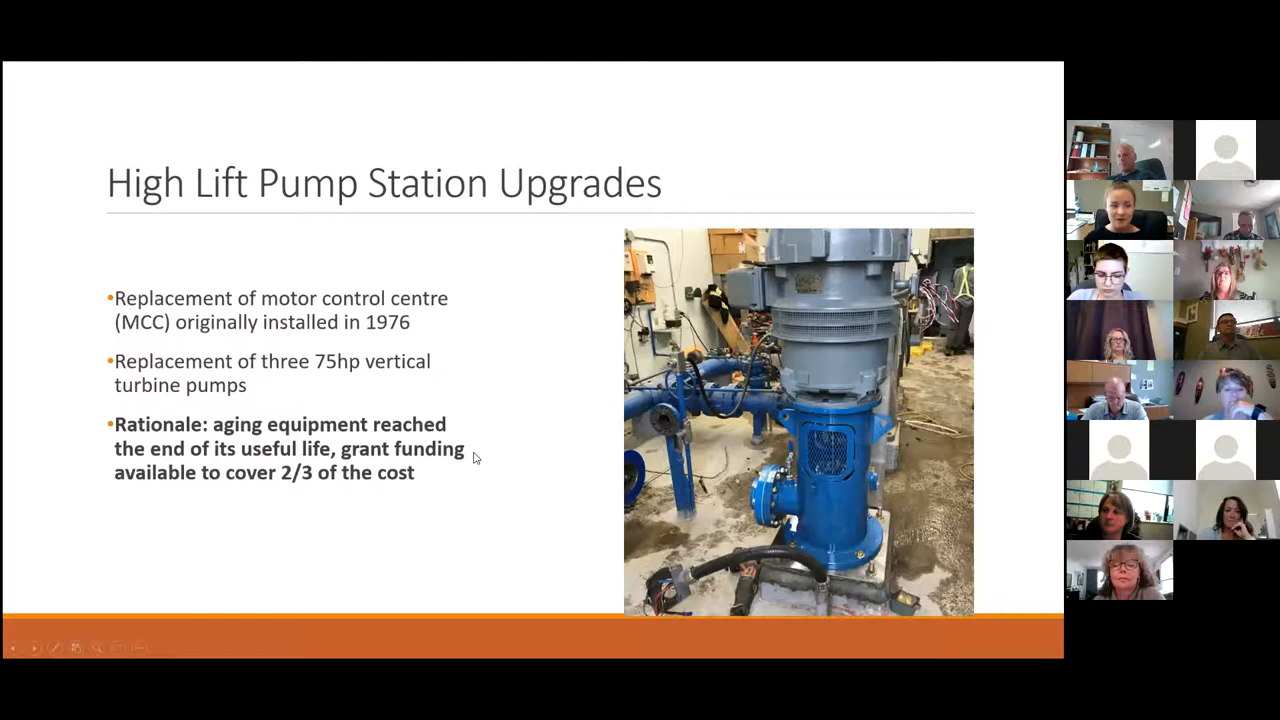 High Lift Pump Station Upgrades
•Replacement of motor control centre
(MCC) originally installed in 1976
•Replacement of three 75hp vertical
turbine pumps
•Rationale: aging equipment reached
the end of its useful life, grant funding
available to cover 2/3 of the cost